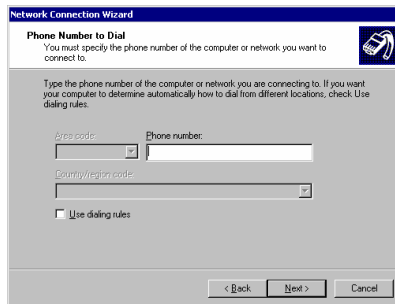 Network Connection Wizard
Phone Number to Dial
You must specify the phone number of the computer or network you want to
connect to.
Type the phone number of the computer or network you are connecting to. If you want
your computer to determine automatically how to dial from different locations, check Use
dialing rules.
Area code: Phone number:
Country/region code:
Use dialing rules
< Back Next > Cancel